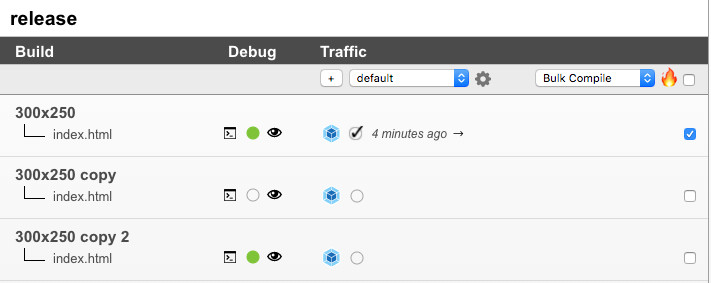 release
Build Debug Traffic
+ default Bulk Compile
300x250
index.html 4 minutes ago →
300x250 copy
index.html
300x250 copy 2
index.html